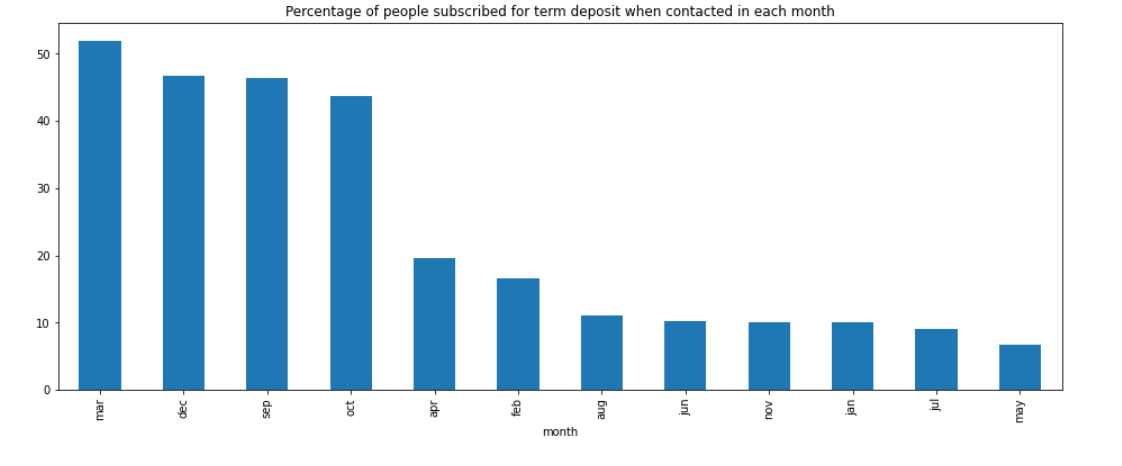 Percentage of people subscribed for term deposit when contacted in each month
50
40
30
20
10
0
mar dec sep oct apr feb aug jun nov jan jul may
month